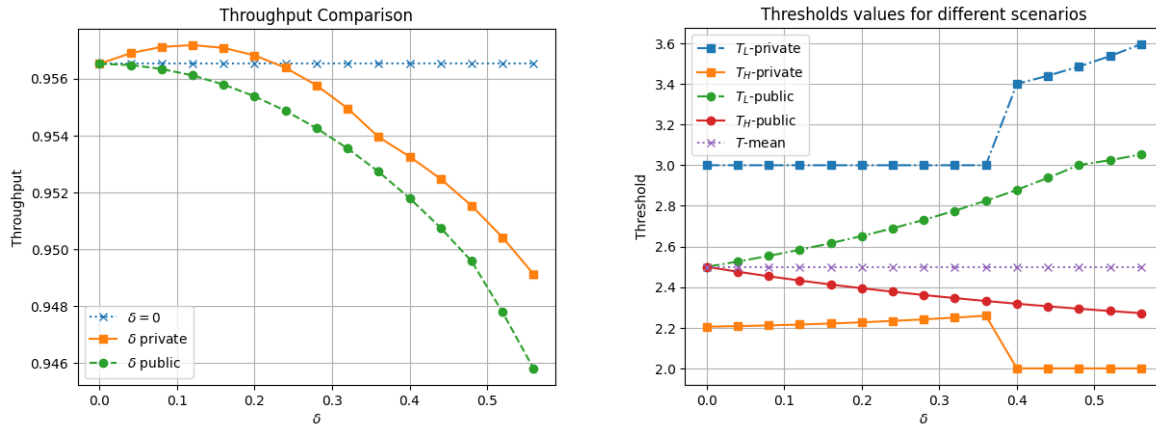 Throughput Comparison
Throughput
0.956
0.954
0.952
0.950
0.948
0.946
δ = 0
δ private
δ public
0.0 0.1 0.2 0.3 0.4 0.5
δ
Thresholds values for different scenarios
Threshold
3.6
3.4
3.2
3.0
2.8
2.6
2.4
2.2
2.0
T_L-private
T_H-private
T_L-public
T_H-public
T-mean
0.0 0.1 0.2 0.3 0.4 0.5
δ